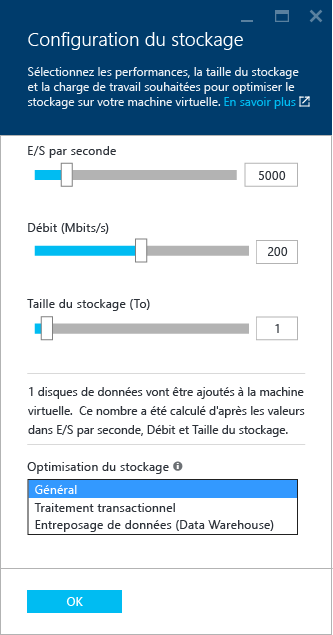 Configuration du stockage
Sélectionnez les performances, la taille du stockage
et la charge de travail souhaitées pour optimiser le
stockage sur votre machine virtuelle. En savoir plus
E/S par seconde
5000
Débit (Mbits/s)
200
Taille du stockage (To)
1
1 disques de données vont être ajoutés à la machine
virtuelle. Ce nombre a été calculé d'après les valeurs
dans E/S par seconde, Débit et Taille du stockage.
Optimisation du stockage
Général
Traitement transactionnel
Entreposage de données (Data Warehouse)
OK